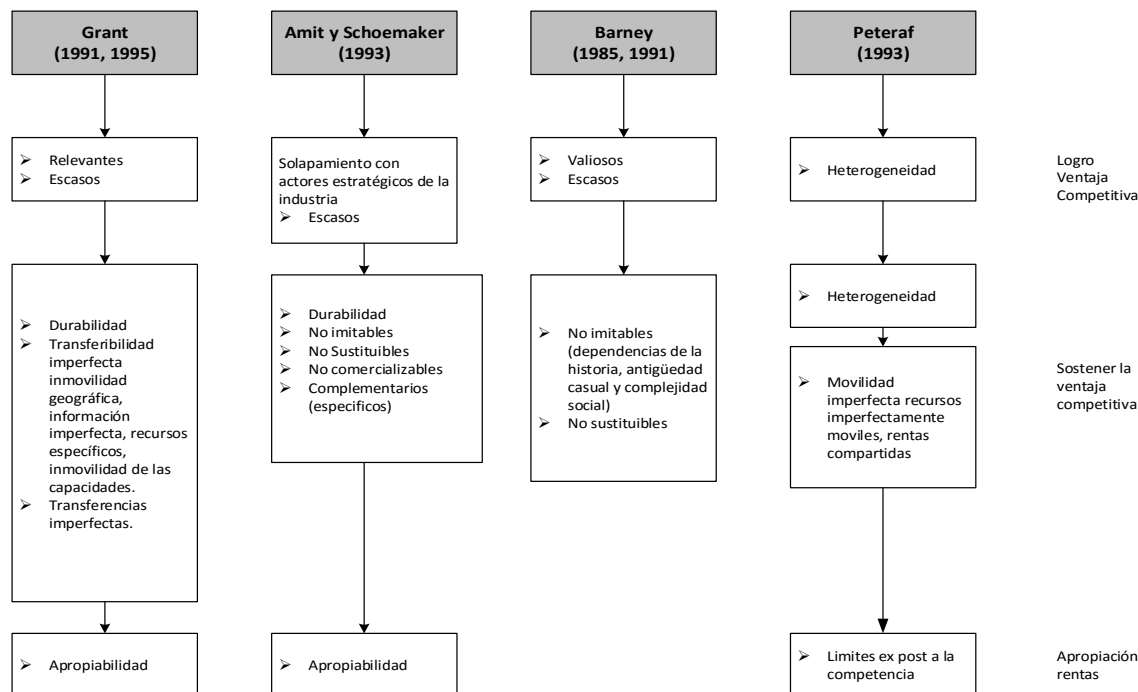 Grant
(1991, 1995)
Relevantes
Escasos
Durabilidad
Transferibilidad
imperfecta
inmovilidad
geográfica,
información
imperfecta, recursos
específicos,
inmovilidad de las
capacidades.
Transferencias
imperfectas.
Apropiabilidad
Amit y Schoemaker
(1993)
Solapamiento con
actores estratégicos de la
industria
Escasos
Durabilidad
No imitables
No Sustituibles
No comercializables
Complementarios
(especificos)
Apropiabilidad
Barney
(1985, 1991)
Valiosos
Escasos
No imitables
(dependencias de la
historia, antigüedad
casual y complejidad
social)
No sustituibles
Peteraf
(1993)
Heterogeneidad
Heterogeneidad
Movilidad
imperfecta recursos
imperfectamente
moviles, rentas
compartidas
Limites ex post a la
competencia
Logro
Ventaja
Competitiva
Sostener la
ventaja
competitiva
Apropiación
rentas